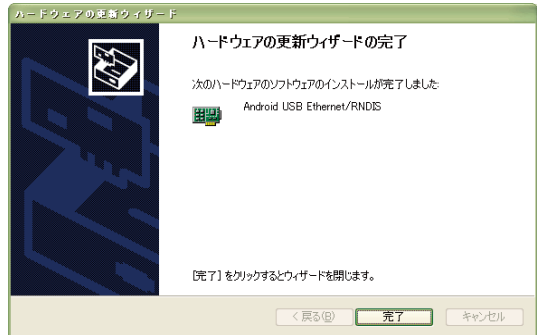 ハードウェアの更新ウィザード
ハードウェアの更新ウィザードの完了
次のハードウェアのソフトウェアのインストールが完了しました:
Android USB Ethernet/RNDIS
[完了] をクリックするとウィザードを閉じます。
< 戻る(B)
完了
キャンセル